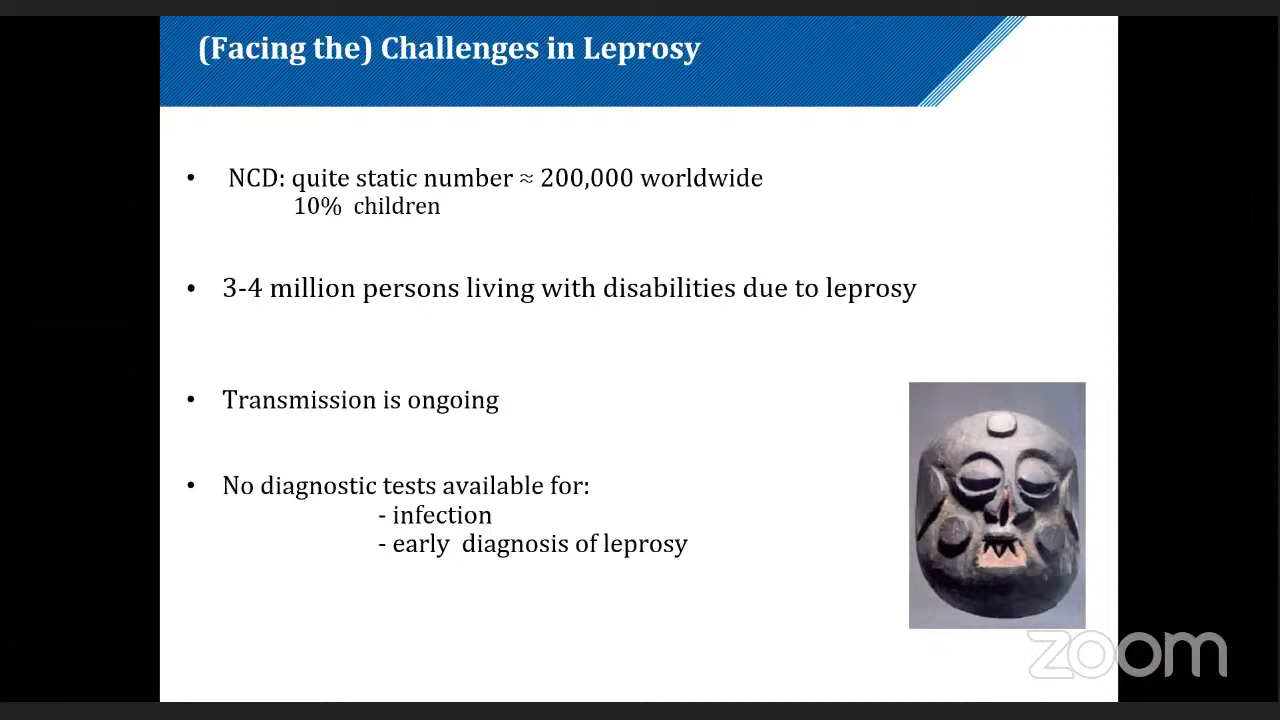 (Facing the) Challenges in Leprosy
• NCD: quite static number ≈ 200,000 worldwide
10% children
• 3-4 million persons living with disabilities due to leprosy
• Transmission is ongoing
• No diagnostic tests available for:
- infection
- early diagnosis of leprosy
zoom